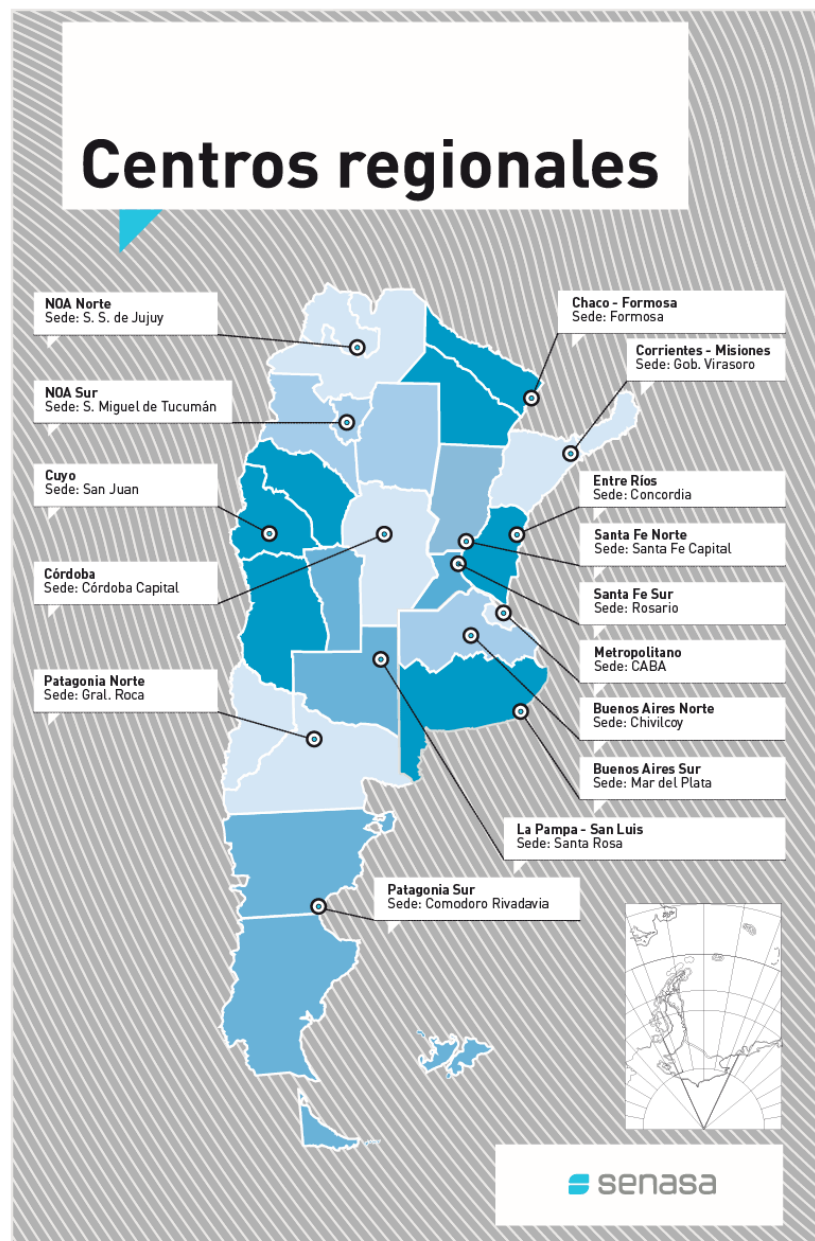 Centros regionales
NOA Norte
Sede: S. S. de Jujuy
NOA Sur
Sede: S. Miguel de Tucumán
Cuyo
Sede: San Juan
Córdoba
Sede: Córdoba Capital
Patagonia Norte
Sede: Gral. Roca
Chaco - Formosa
Sede: Formosa
Corrientes - Misiones
Sede: Gob. Virasoro
Entre Ríos
Sede: Concordia
Santa Fe Norte
Sede: Santa Fe Capital
Santa Fe Sur
Sede: Rosario
Metropolitano
Sede: CABA
Buenos Aires Norte
Sede: Chivilcoy
Buenos Aires Sur
Sede: Mar del Plata
La Pampa - San Luis
Sede: Santa Rosa
Patagonia Sur
Sede: Comodoro Rivadavia
senasa